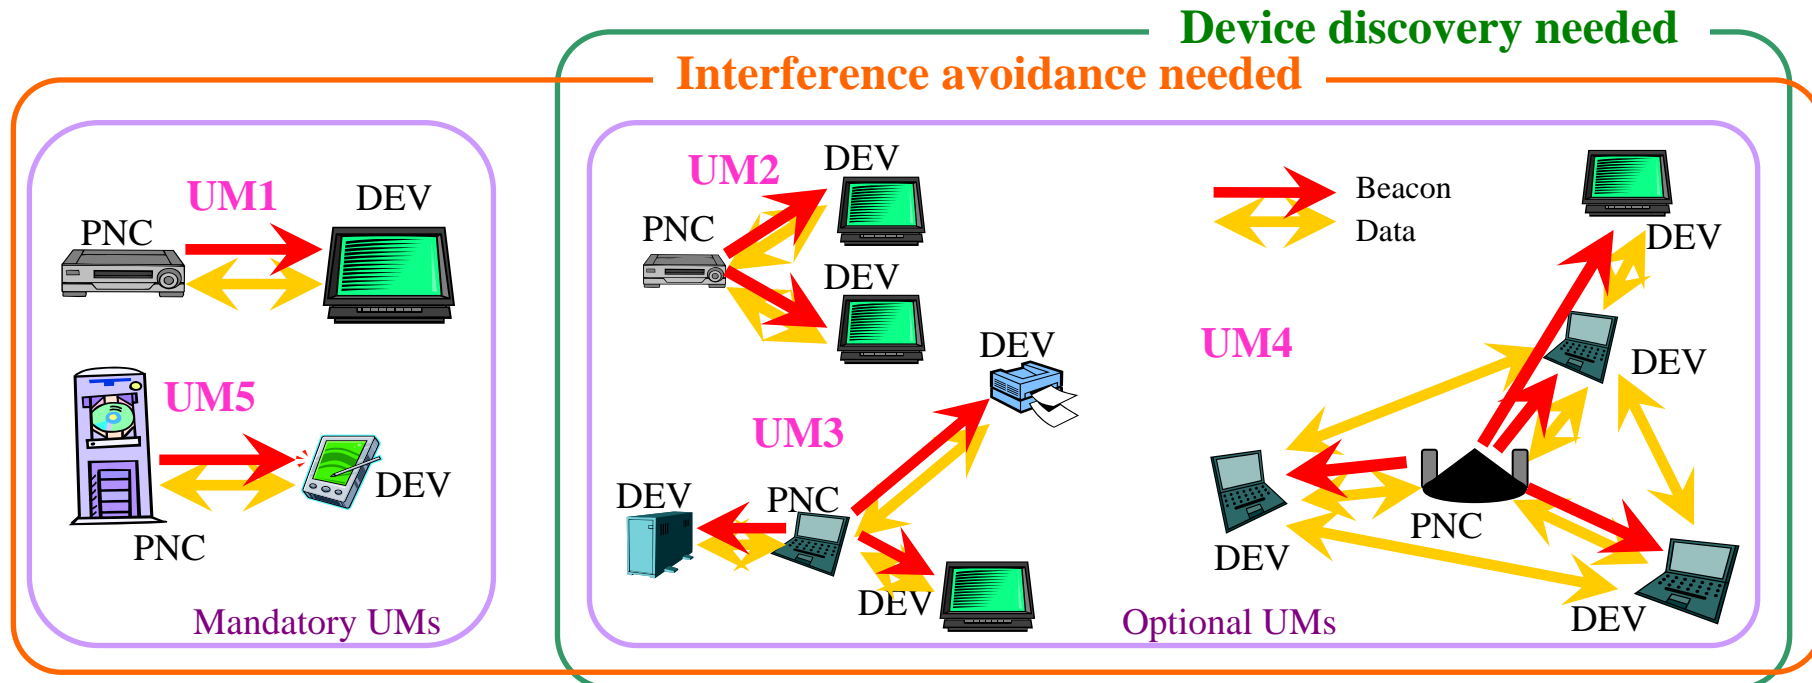 Device discovery needed
Interference avoidance needed
UM1
PNC
DEV
UM5
PNC
DEV
Mandatory UMs
UM2
DEV
PNC
DEV
UM3
DEV
DEV
PNC
DEV
Beacon
Data
UM4
DEV
DEV
PNC
DEV
DEV
Optional UMs